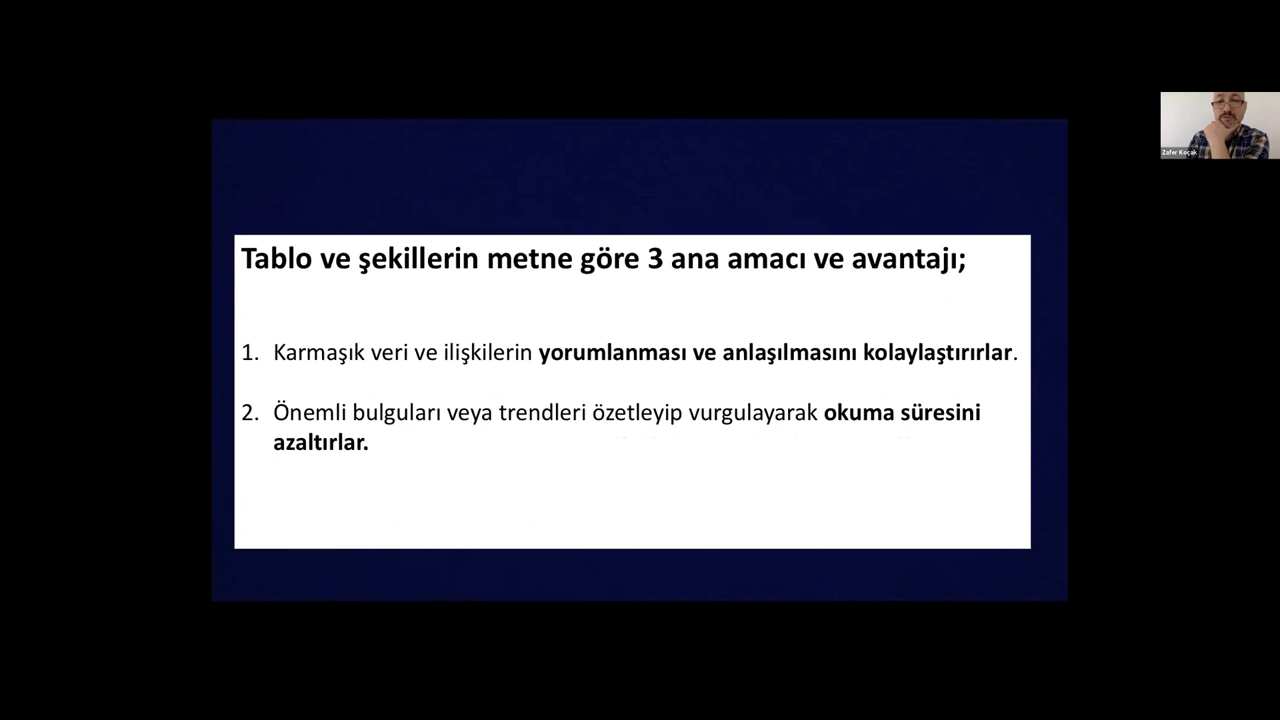 Tablo ve şekillerin metne göre 3 ana amacı ve avantajı;
1. Karmaşık veri ve ilişkilerin yorumlanması ve anlaşılmasını kolaylaştırırlar.
2. Önemli bulguları veya trendleri özetleyip vurgulayarak okuma süresini
azaltırlar.
Zafer Koçak